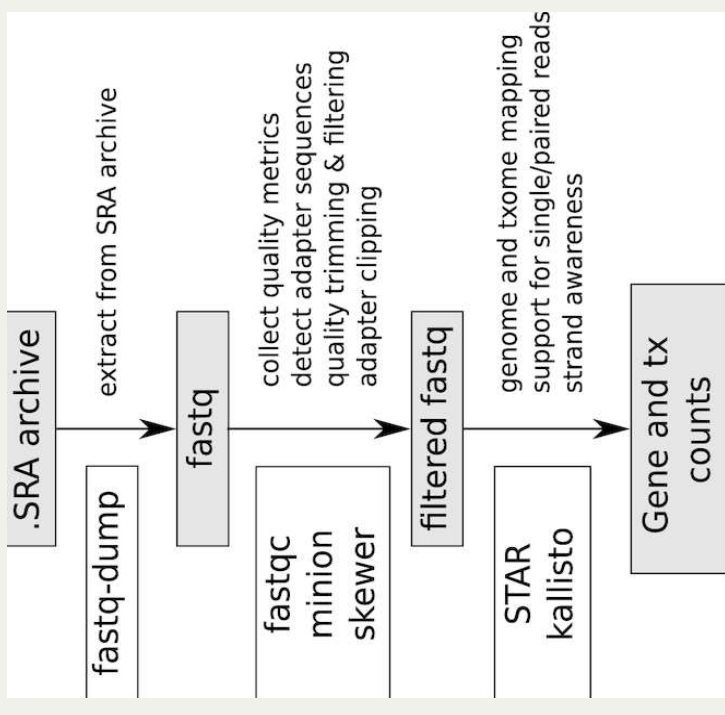 .SRA archive
extract from SRA archive
fastq-dump
fastq
collect quality metrics
detect adapter sequences
quality trimming & filtering
adapter clipping
fastqc
minion
skewer
filtered fastq
genome and txome mapping
support for single/paired reads
strand awareness
STAR
kallisto
Gene and tx
counts